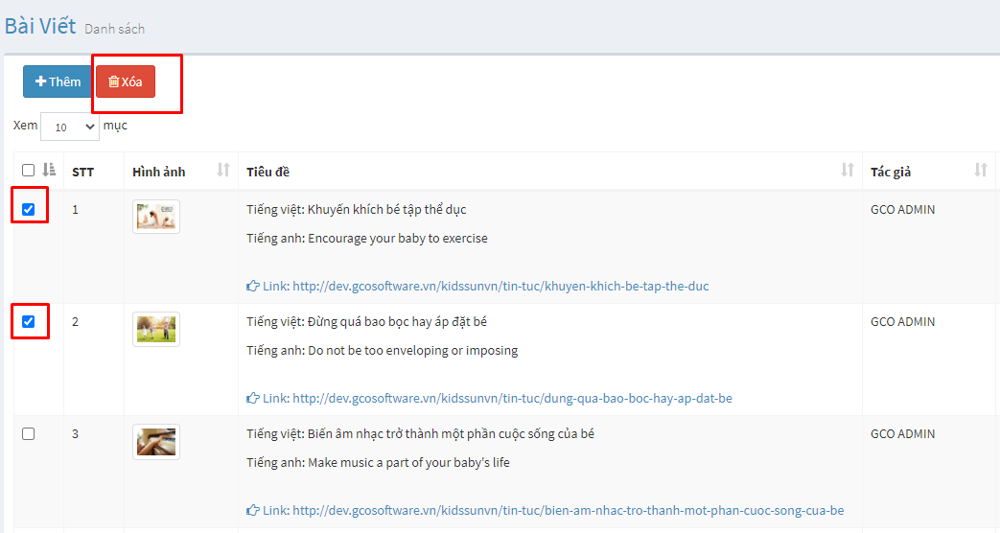 Bài Viết Danh sách
Thêm Xóa
Xem 10 mục
STT Hình ảnh Tiêu đề Tác giả
1 Tiếng việt: Khuyến khích bé tập thể dục GCO ADMIN
Tiếng anh: Encourage your baby to exercise
Link: http://dev.gcosoftware.vn/kidssunvn/tin-tuc/khuyen-khich-be-tap-the-duc
2 Tiếng việt: Đừng quá bao bọc hay áp đặt bé GCO ADMIN
Tiếng anh: Do not be too enveloping or imposing
Link: http://dev.gcosoftware.vn/kidssunvn/tin-tuc/dung-qua-bao-boc-hay-ap-dat-be
3 Tiếng việt: Biến âm nhạc trở thành một phần cuộc sống của bé GCO ADMIN
Tiếng anh: Make music a part of your baby's life
Link: http://dev.gcosoftware.vn/kidssunvn/tin-tuc/bien-am-nhac-tro-thanh-mot-phan-cuoc-song-cua-be